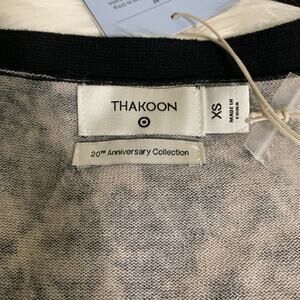 THAKOON
XS
MADE IN
CHINA
20TH Anniversary Collection